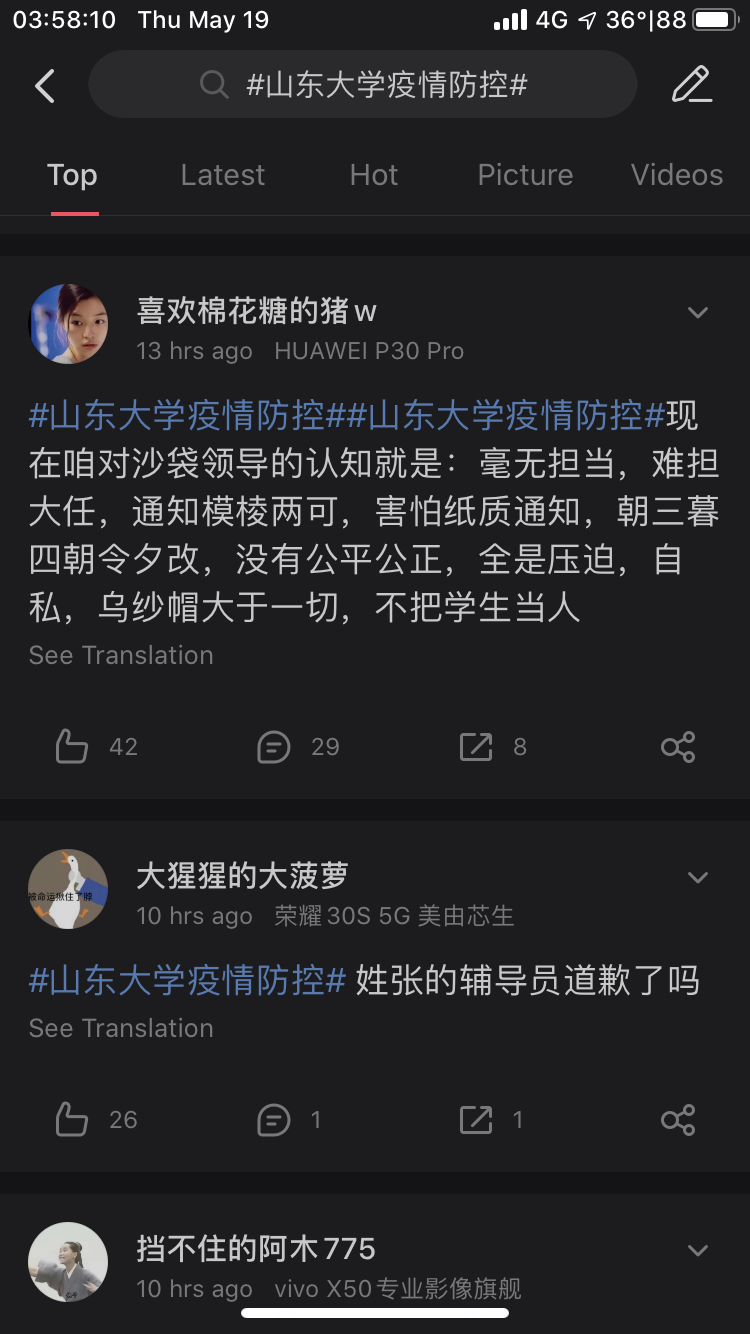 03:58:10 Thu May 19 4G 36°|88
#山东大学疫情防控#
Top Latest Hot Picture Videos
喜欢棉花糖的猪w
13 hrs ago HUAWEI P30 Pro
#山东大学疫情防控##山东大学疫情防控#现
在咱对沙袋领导的认知就是：毫无担当，难担
大任，通知模棱两可，害怕纸质通知，朝三暮
四朝令夕改，没有公平公正，全是压迫，自
私，乌纱帽大于一切，不把学生当人
See Translation
42 29 8
大猩猩的大菠萝
被命运揪住了脖
10 hrs ago 荣耀30S 5G 美由芯生
#山东大学疫情防控# 姓张的辅导员道歉了吗
See Translation
26 1 1
挡不住的阿木775
10 hrs ago vivo X50专业影像旗舰